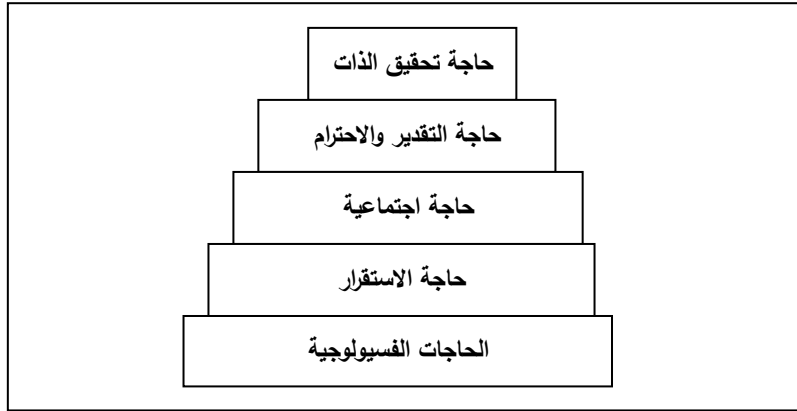 حاجة تحقيق الذات
حاجة التقدير والاحترام
حاجة اجتماعية
حاجة الاستقرار
الحاجات الفسيولوجية